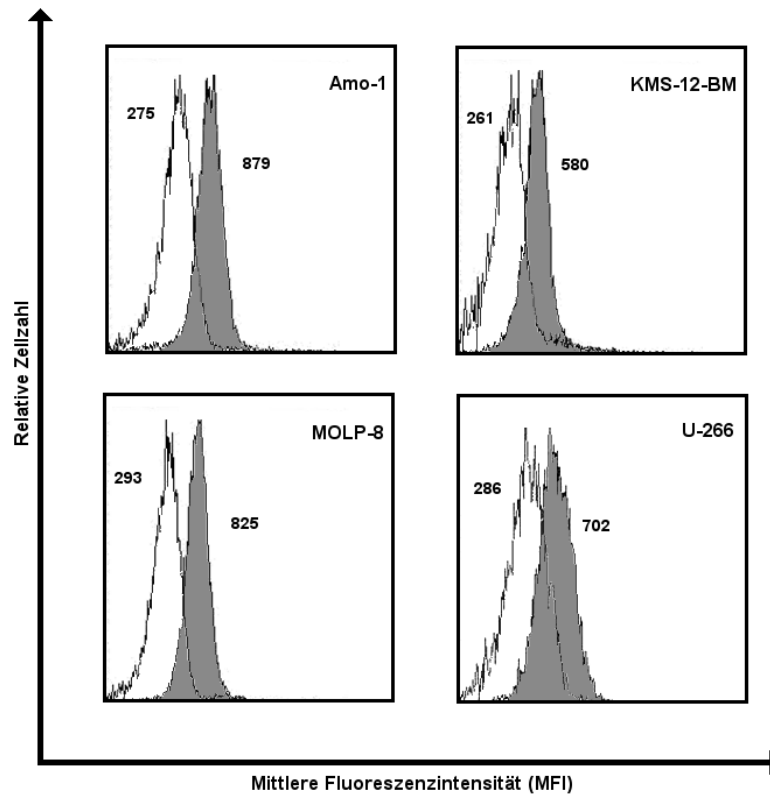 Relative Zellzahl
Amo-1
275
879
KMS-12-BM
261
580
MOLP-8
293
825
U-266
286
702
Mittlere Fluoreszenzintensität (MFI)